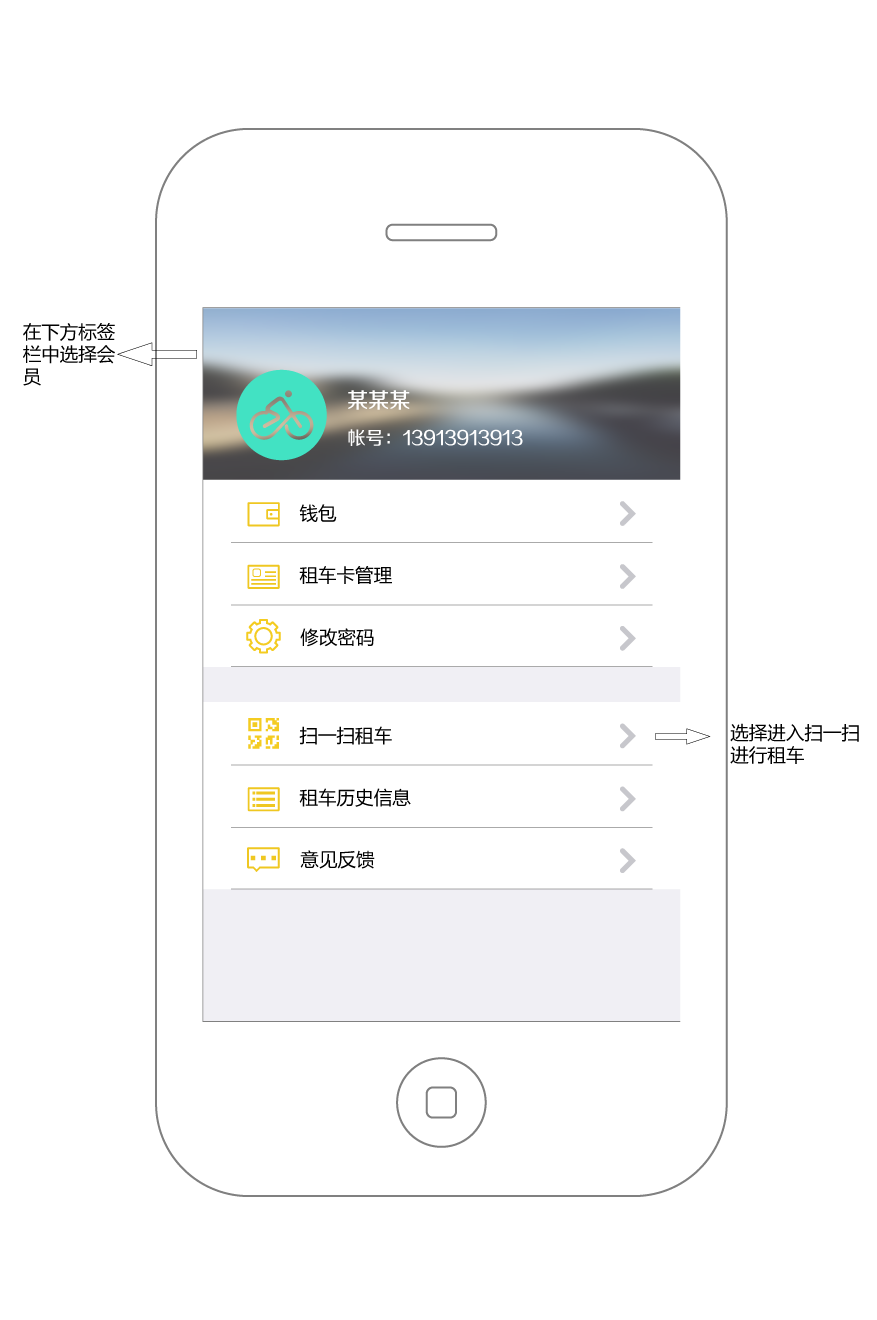 在下方标签
栏中选择会
员
某某某
帐号：13913913913
钱包
租车卡管理
修改密码
扫一扫租车
选择进入扫一扫
进行租车
租车历史信息
意见反馈